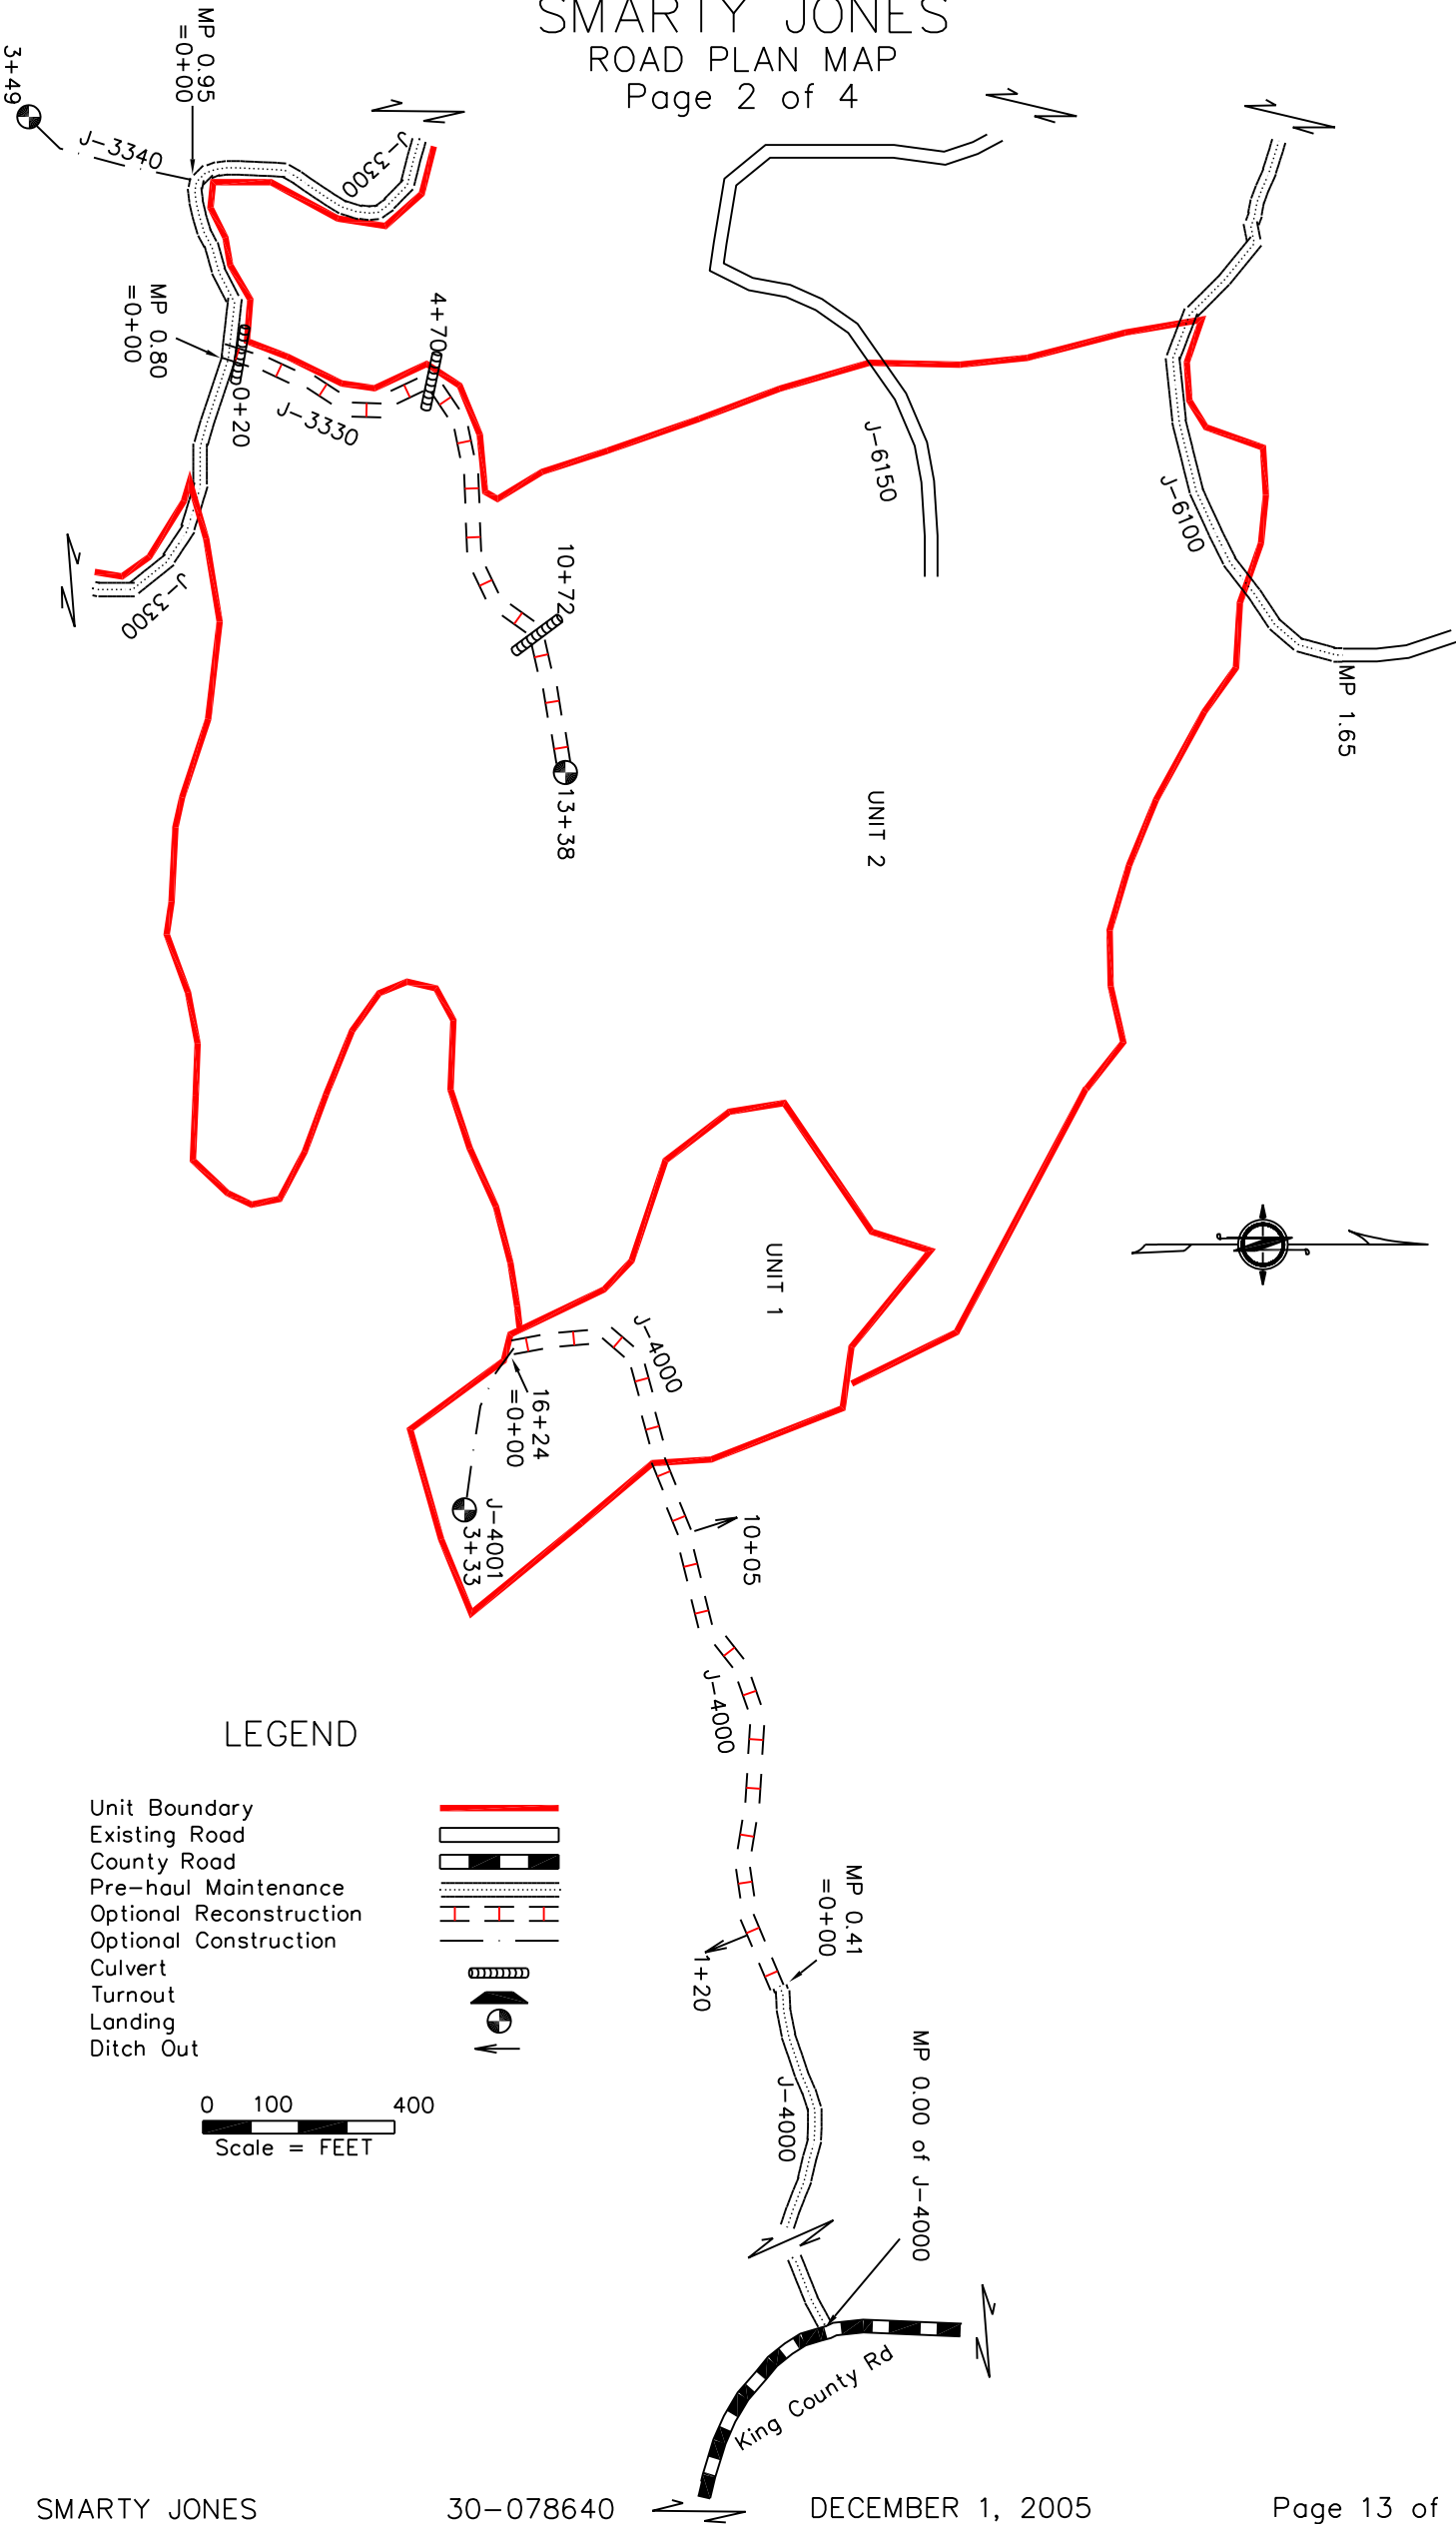 SMARTY JONES
ROAD PLAN MAP
Page 2 of 4
MP 0.95
=0+00
3+49
J-3340
J-3300
MP 0.80
=0+00
0+20
4+70
J-3330
J-3300
10+72
13+38
J-6150
J-6100
MP 1.65
UNIT 2
UNIT 1
J-4000
16+24
=0+00
J-4001
3+33
10+05
J-4000
MP 0.41
=0+00
1+20
J-4000
MP 0.00 of J-4000
King County Rd
LEGEND
Unit Boundary
Existing Road
County Road
Pre-haul Maintenance
Optional Reconstruction
Optional Construction
Culvert
Turnout
Landing
Ditch Out
0 100 400
Scale = FEET
SMARTY JONES 30-078640 DECEMBER 1, 2005 Page 13 of